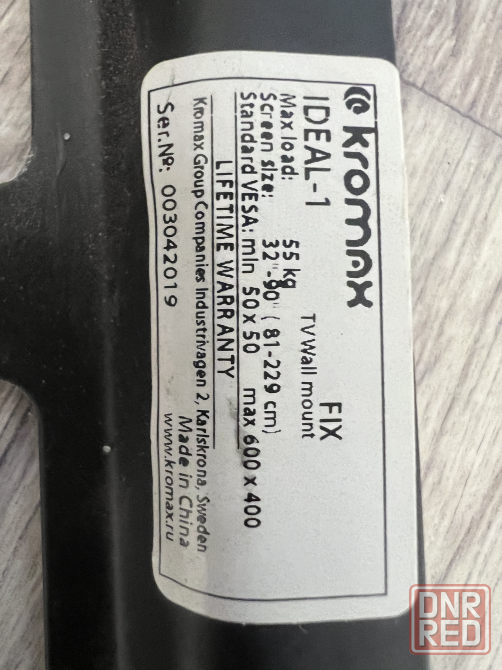 kromax
IDEAL-1 FIX
TV Wall mount
Max load: 55 kg
Screen size: 32"-90" ( 81-229 cm)
Standard VESA: min 50 x 50 max 600 x 400
LIFETIME WARRANTY
Kromax Group Companies Industrivagen 2, Karlskrona, Sweden
Made in China
Ser.№: 003042019 www.kromax.ru
DNR
RED